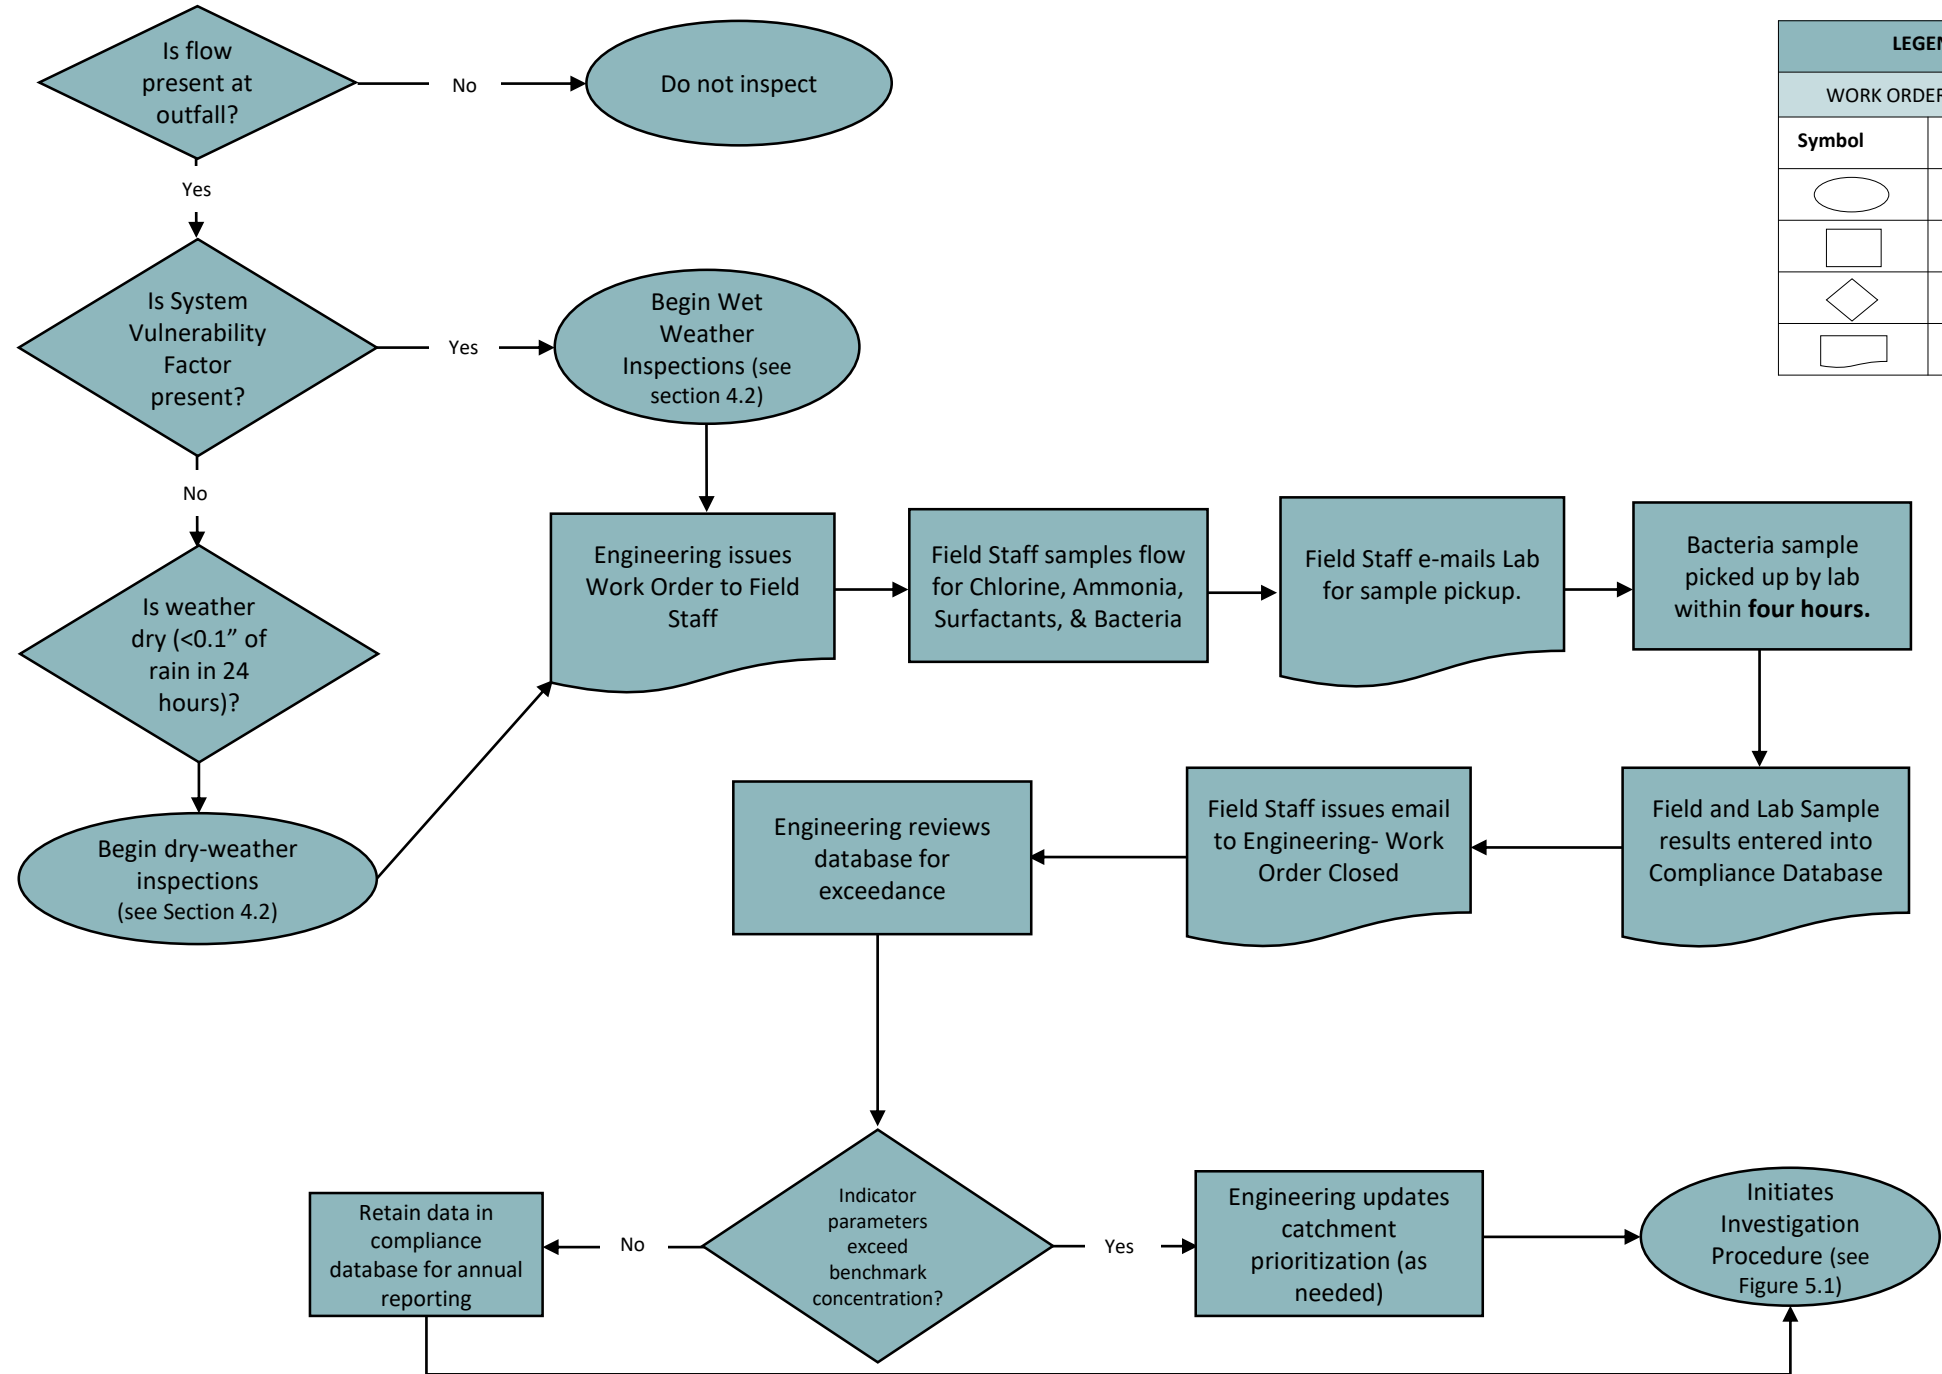 Is flow
present at
outfall?
No
Do not inspect
Yes
Is System
Vulnerability
Factor
present?
Yes
Begin Wet
Weather
Inspections (see
section 4.2)
No
Is weather
dry (<0.1” of
rain in 24
hours)?
Begin dry-weather
inspections
(see Section 4.2)
Engineering issues
Work Order to Field
Staff
Field Staff samples flow
for Chlorine, Ammonia,
Surfactants, & Bacteria
Field Staff e-mails Lab
for sample pickup.
Bacteria sample
picked up by lab
within four hours.
Field and Lab Sample
results entered into
Compliance Database
Field Staff issues email
to Engineering- Work
Order Closed
Engineering reviews
database for
exceedance
Indicator
parameters
exceed
benchmark
concentration?
No
Retain data in
compliance
database for annual
reporting
Yes
Engineering updates
catchment
prioritization (as
needed)
Initiates
Investigation
Procedure (see
Figure 5.1)
WORK ORDER
Symbol